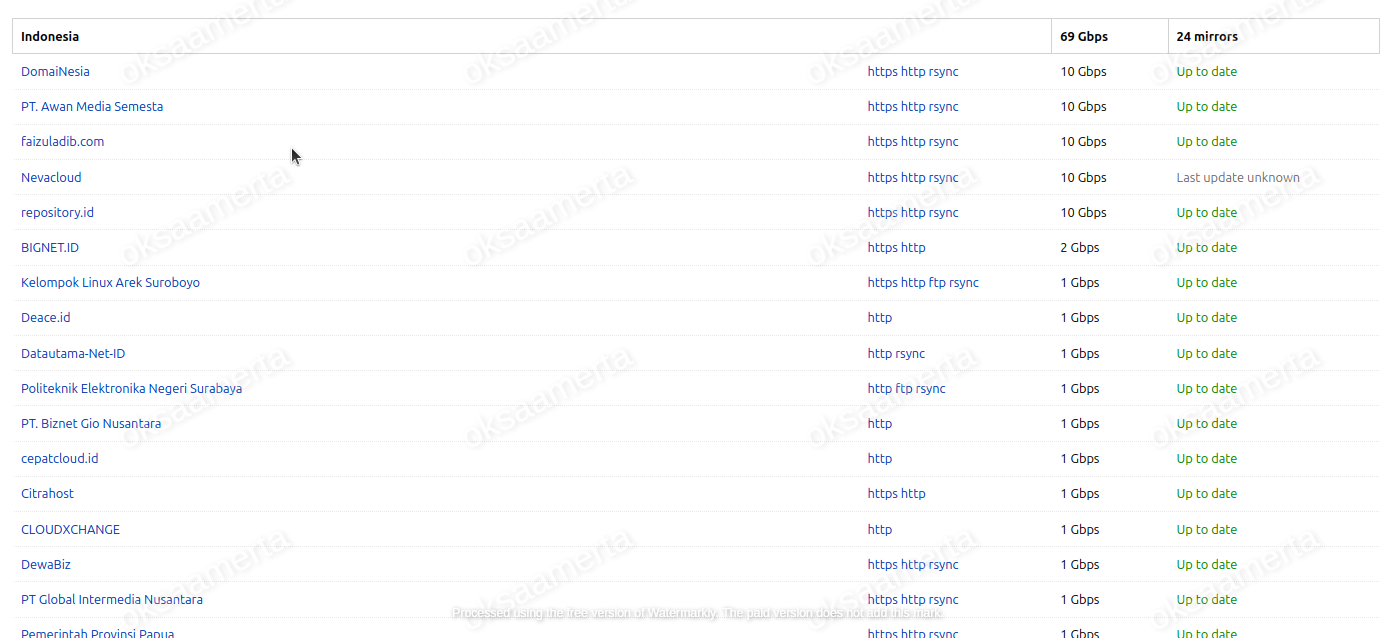 Indonesia 69 Gbps 24 mirrors
DomaiNesia https http rsync 10 Gbps Up to date
PT. Awan Media Semesta https http rsync 10 Gbps Up to date
faizuladib.com https http rsync 10 Gbps Up to date
Nevacloud https http rsync 10 Gbps Last update unknown
repository.id https http rsync 10 Gbps Up to date
BIGNET.ID https http 2 Gbps Up to date
Kelompok Linux Arek Suroboyo https http ftp rsync 1 Gbps Up to date
Deace.id http 1 Gbps Up to date
Datautama-Net-ID http rsync 1 Gbps Up to date
Politeknik Elektronika Negeri Surabaya http ftp rsync 1 Gbps Up to date
PT. Biznet Gio Nusantara http 1 Gbps Up to date
cepatcloud.id http 1 Gbps Up to date
Citrahost https http 1 Gbps Up to date
CLOUDXCHANGE http 1 Gbps Up to date
DewaBiz https http rsync 1 Gbps Up to date
PT Global Intermedia Nusantara https http rsync 1 Gbps Up to date
Processed using the free version of Watermarkly. The paid version does not add this mark.
Pemerintah Provinsi Papua https http rsync 1 Gbps Up to date
oksaamerta